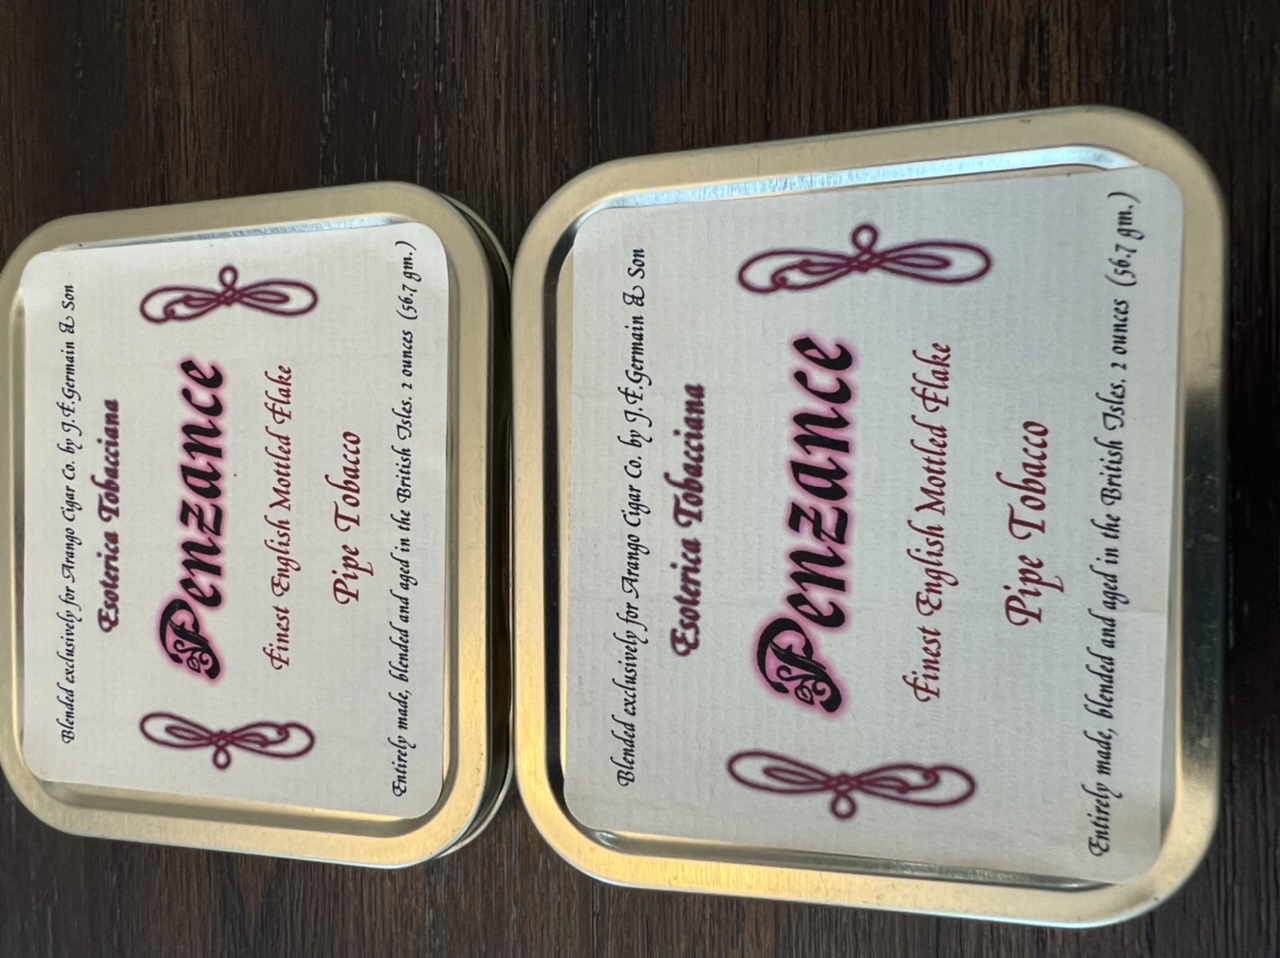 Blended exclusively for Arango Cigar Co. by J.F.Germain & Son
Esoterica Tobacciana
Penzance
Finest English Mottled Flake
Pipe Tobacco
Entirely made, blended and aged in the British Isles. 2 ounces (56.7 gm.)
Blended exclusively for Arango Cigar Co. by J.F.Germain & Son
Esoterica Tobacciana
Penzance
Finest English Mottled Flake
Pipe Tobacco
Entirely made, blended and aged in the British Isles. 2 ounces (56.7 gm.)